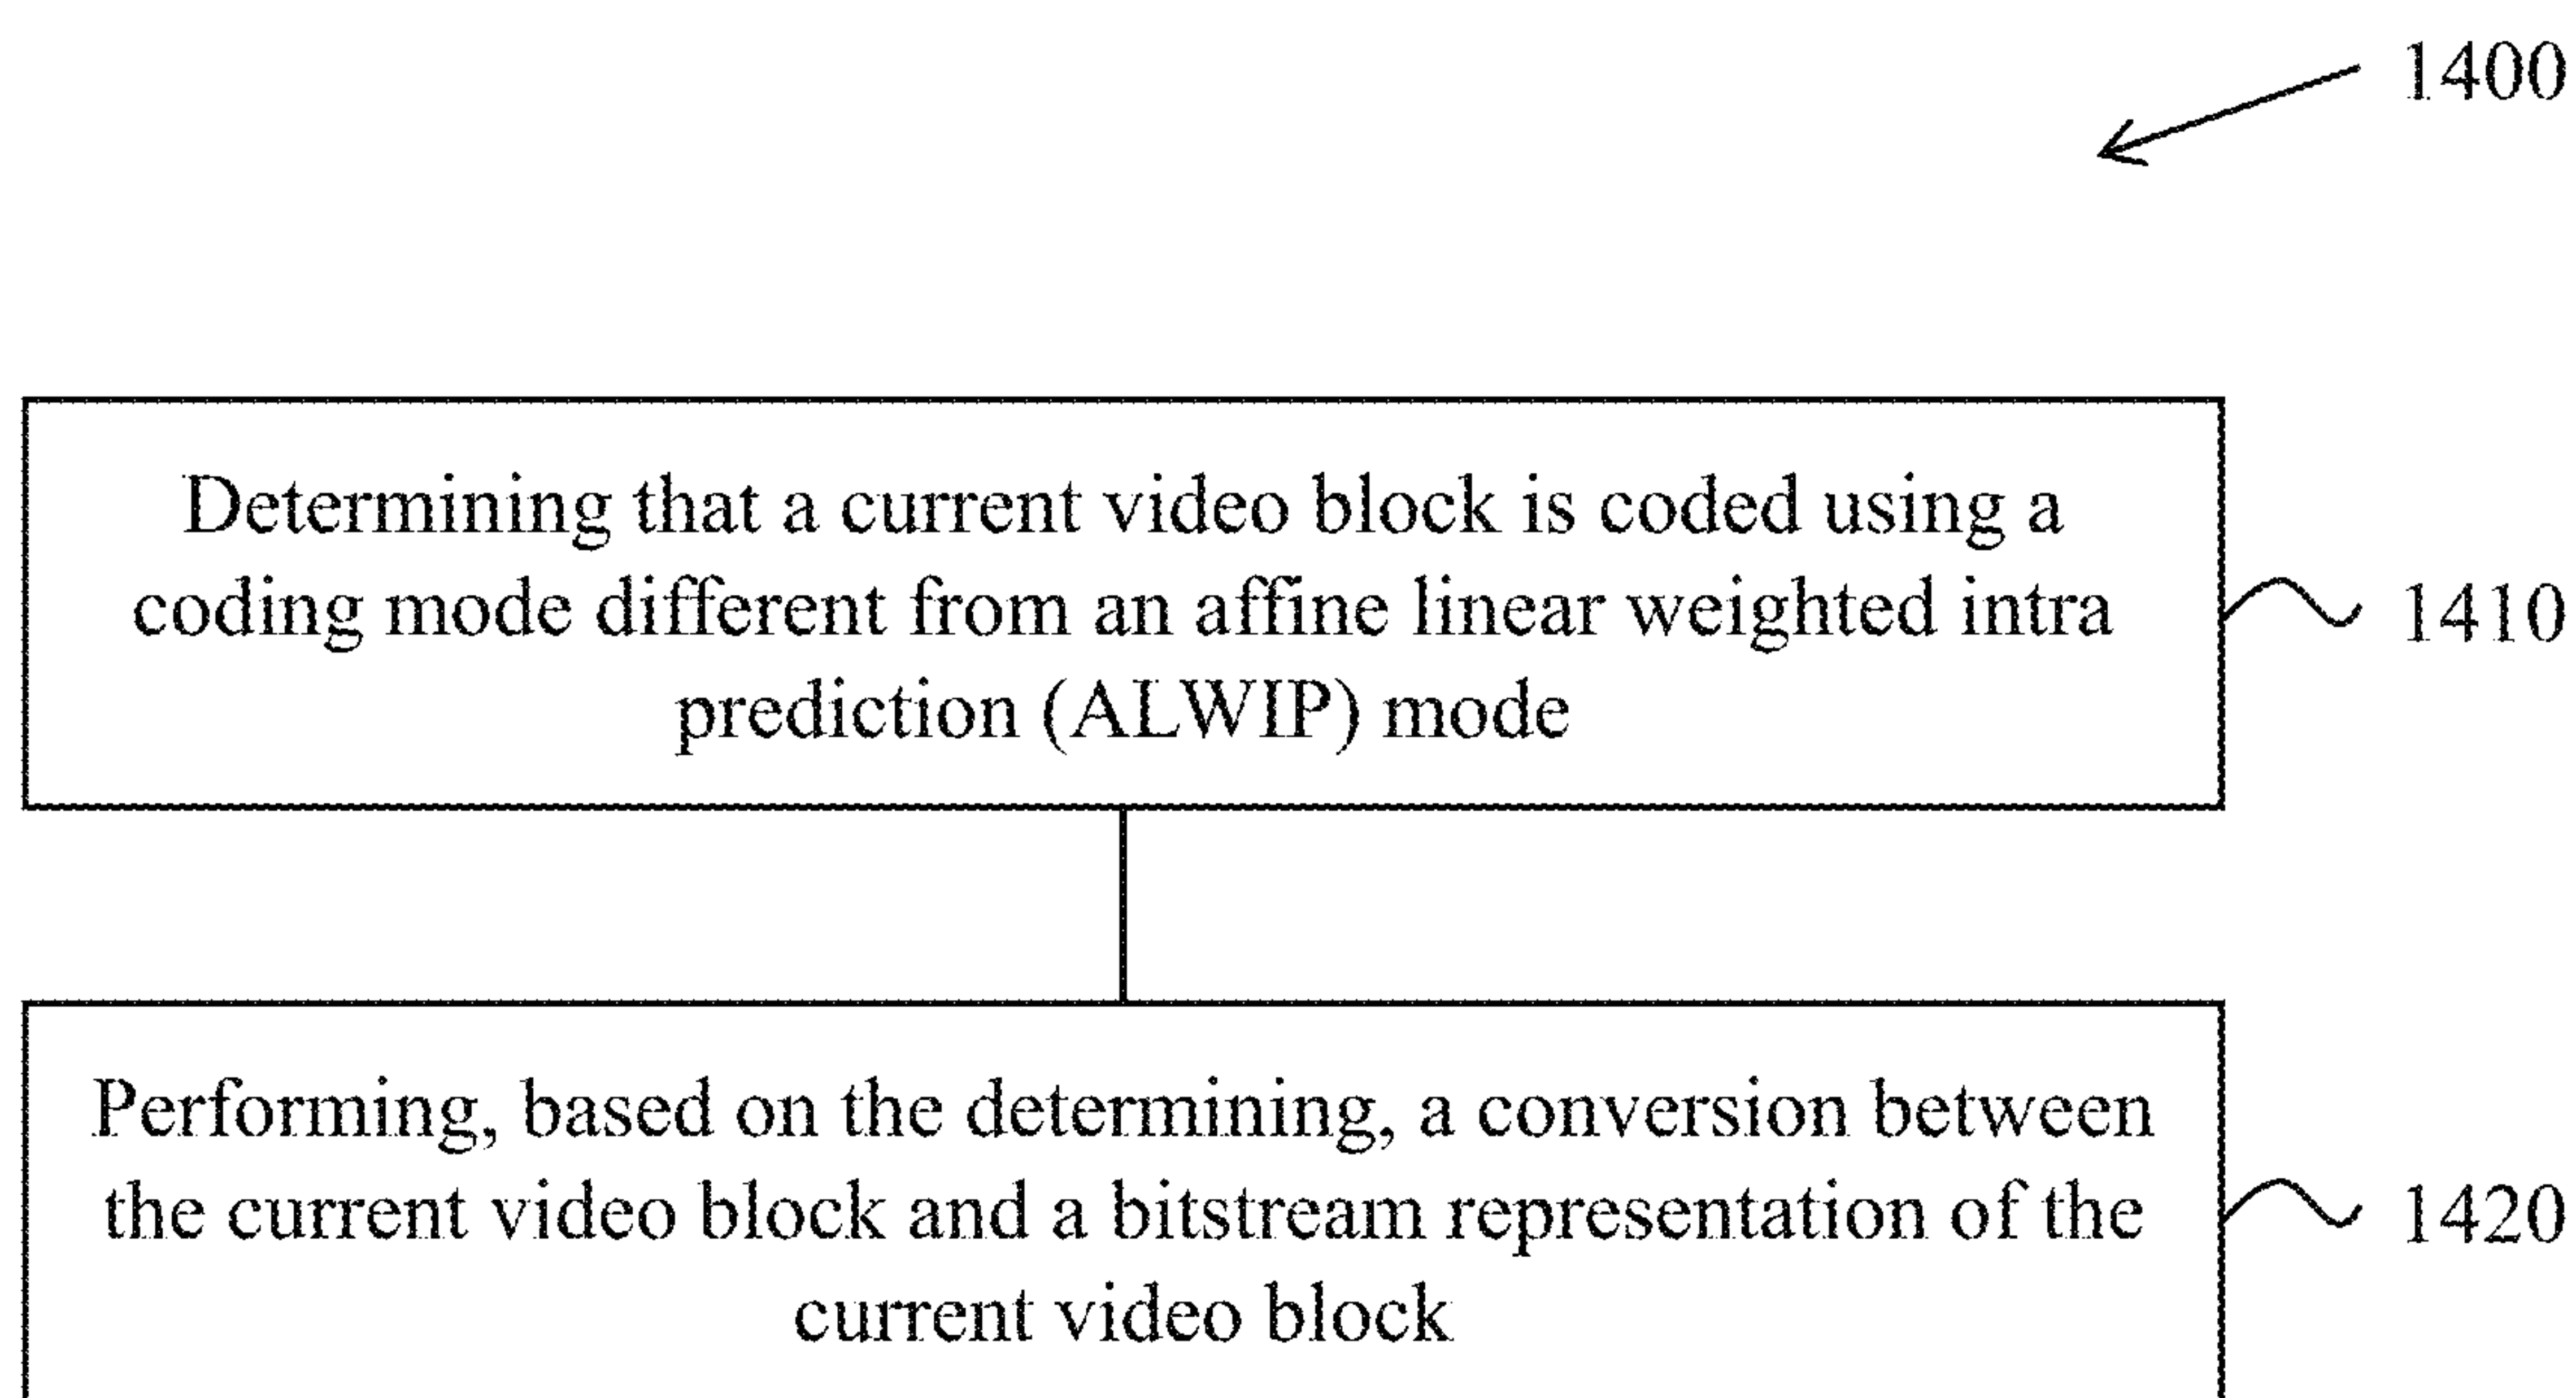 1400
Determining that a current video block is coded using a
coding mode different from an affine linear weighted intra
prediction (ALWIP) mode
1410
Performing, based on the determining, a conversion between
the current video block and a bitstream representation of the
current video block
1420